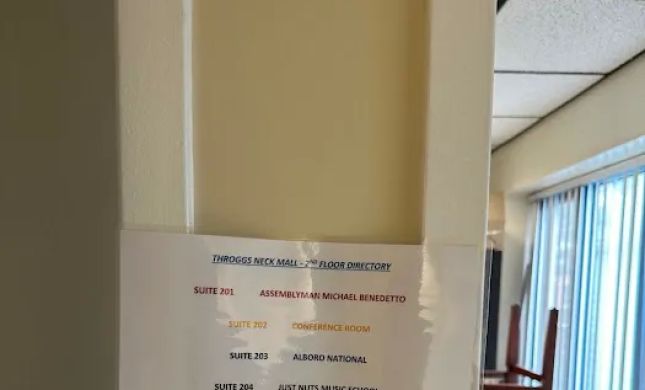 THROGGS NECK MALL - 2ND FLOOR DIRECTORY
SUITE 201 ASSEMBLYMAN MICHAEL BENEDETTO
SUITE 202 CONFERENCE ROOM
SUITE 203 ALBORO NATIONAL
SUITE 204 JUST NUTS MUSIC SCHOOL